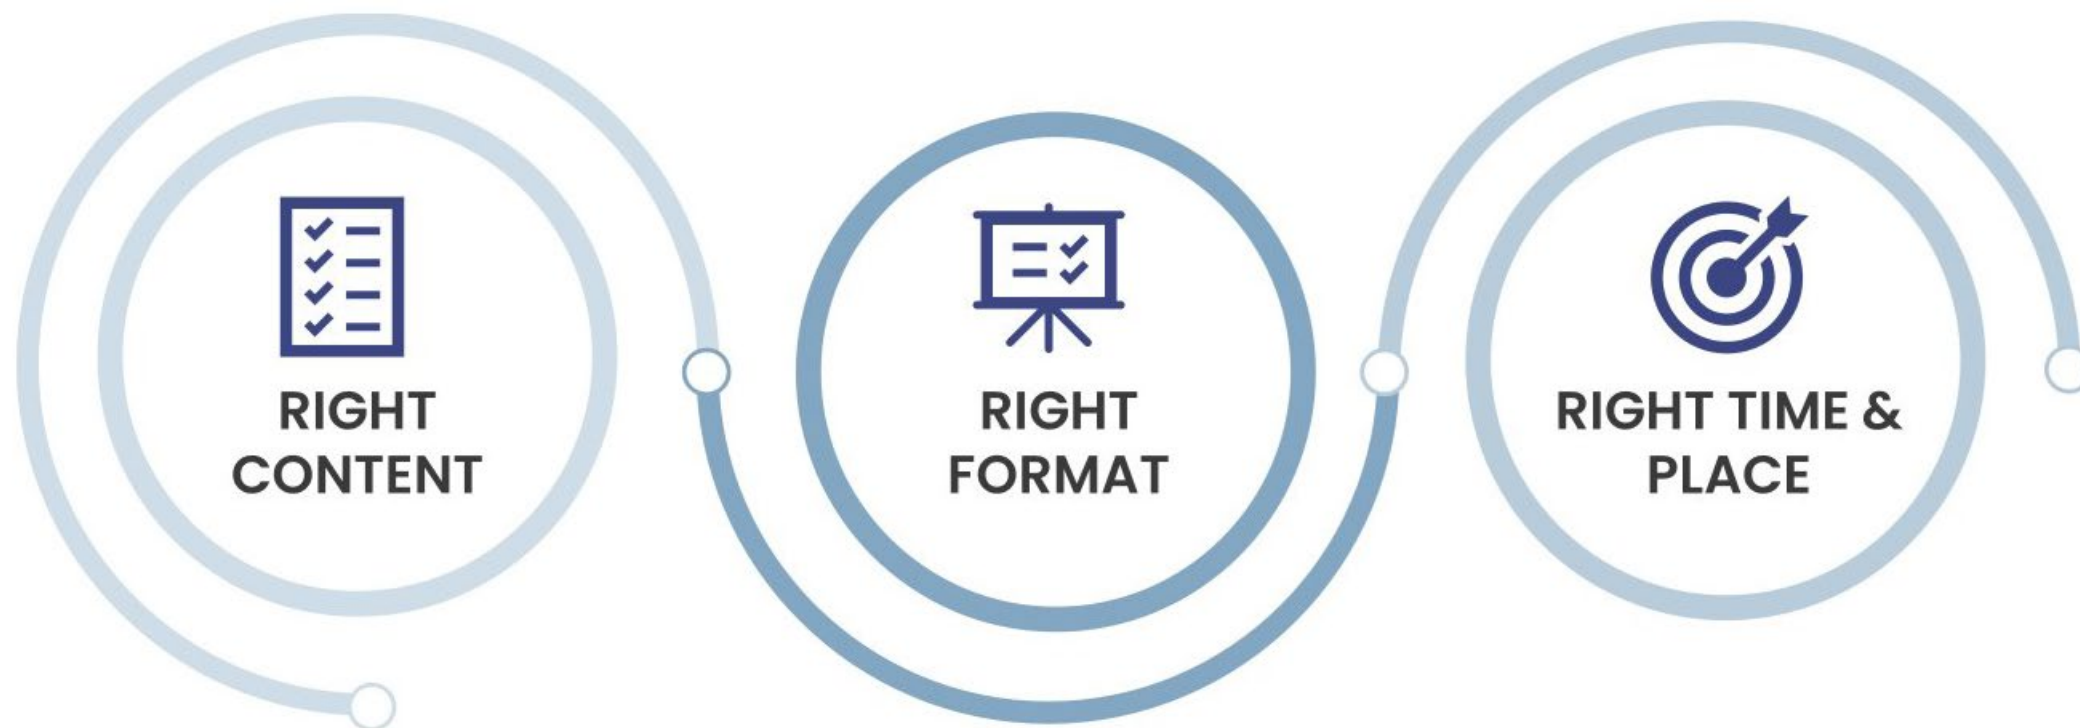 RIGHT
CONTENT
RIGHT
FORMAT
RIGHT TIME &
PLACE